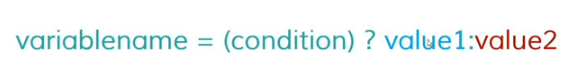 variablename = (condition) ? value1:value2